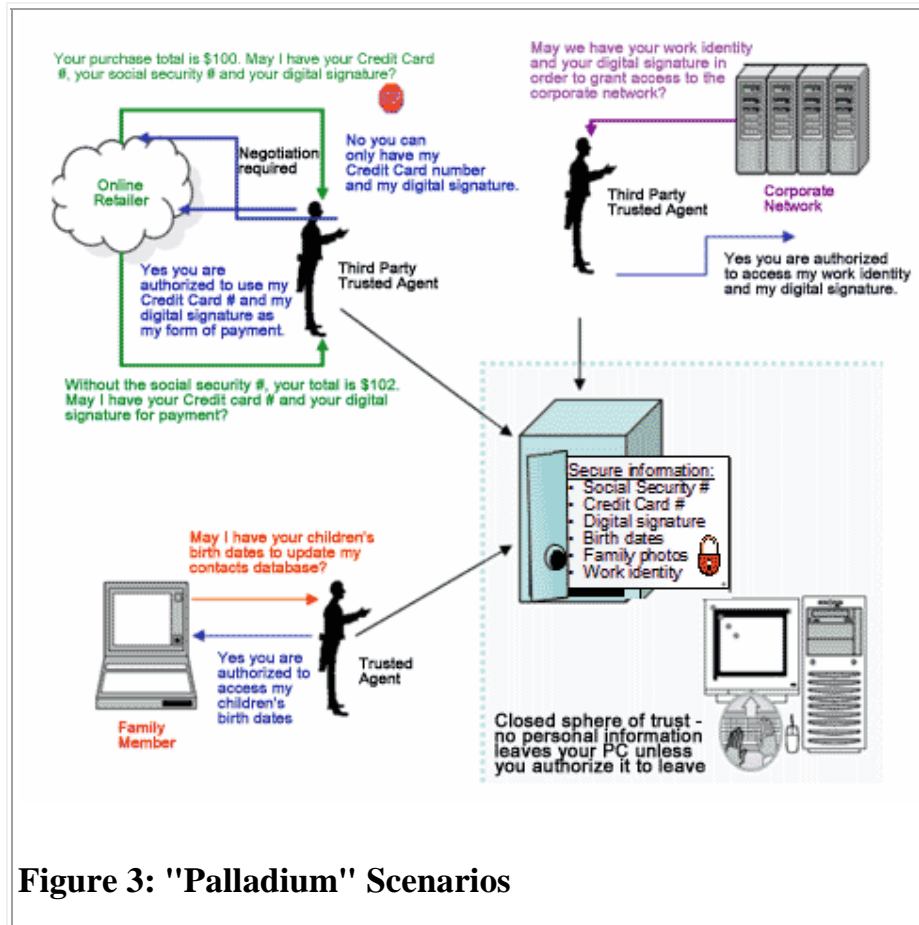 Your purchase total is $100. May I have your Credit Card
#, your social security # and your digital signature?
Negotiation
required
No you can
only have my
Credit Card number
and my digital signature.
Online
Retailer
Yes you are
authorized to use my
Credit Card # and my
digital signature as
my form of payment.
Third Party
Trusted Agent
Without the social security #, your total is $102.
May I have your Credit card # and your digital
signature for payment?
May we have your work identity
and your digital signature in
order to grant access to the
corporate network?
Third Party
Trusted Agent
Corporate
Network
Yes you are authorized
to access my work identity
and my digital signature.
Secure information:
• Social Security #
• Credit Card #
• Digital signature
• Birth dates
• Family photos
• Work identity
May I have your children's
birth dates to update my
contacts database?
Yes you are
authorized to
access my
children's
birth dates
Trusted
Agent
Family
Member
Closed sphere of trust -
no personal information
leaves your PC unless
you authorize it to leave
Figure 3: "Palladium" Scenarios